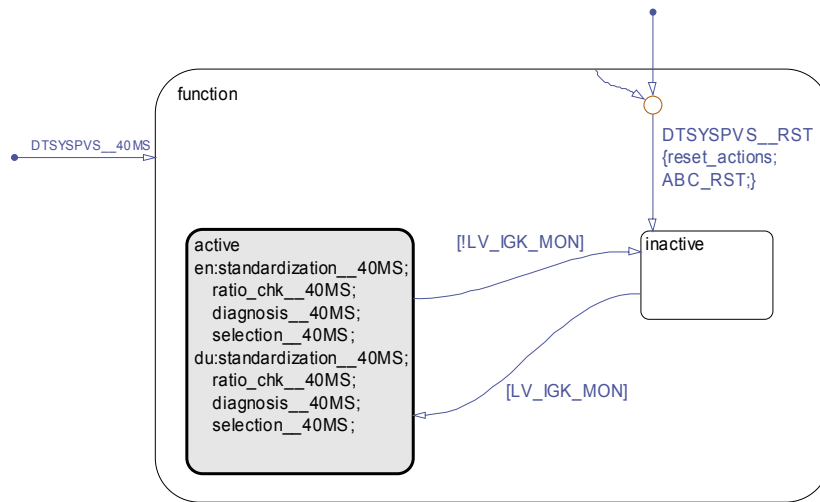 function
DTSYSPVS__40MS
DTSYSPVS__RST
{reset_actions;
ABC_RST;}
active
en:standardization__40MS;
ratio_chk__40MS;
diagnosis__40MS;
selection__40MS;
du:standardization__40MS;
ratio_chk__40MS;
diagnosis__40MS;
selection__40MS;
[!LV_IGK_MON]
inactive
[LV_IGK_MON]